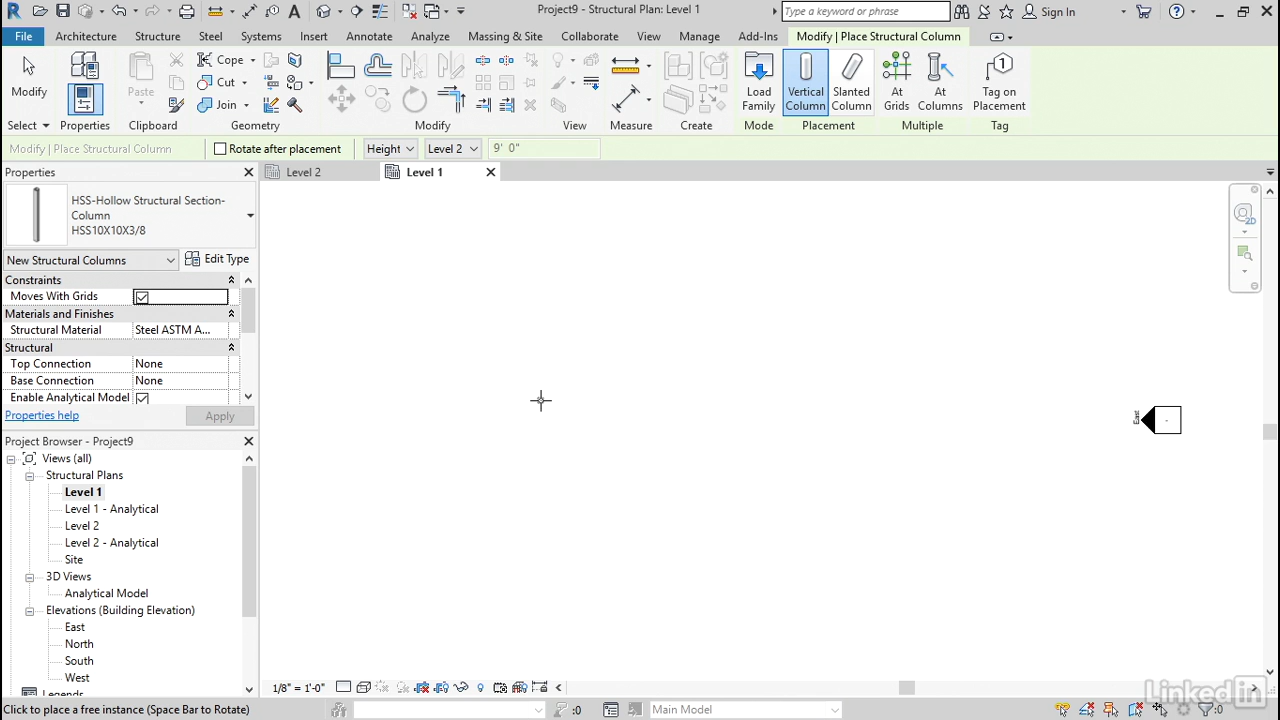 Project9 - Structural Plan: Level 1
Type a keyword or phrase
Sign In
File Architecture Structure Steel Systems Insert Annotate Analyze Massing & Site Collaborate View Manage Add-Ins Modify | Place Structural Column
Modify
Select
Properties
Paste
Clipboard
Cope
Cut
Join
Geometry
Modify
View
Measure
Create
Load
Family
Mode
Vertical
Column
Slanted
Column
Placement
At
Grids
At
Columns
Multiple
Tag on
Placement
Tag
Modify | Place Structural Column
Rotate after placement
Height
Level 2
9' 0"
Properties
Level 2
Level 1
HSS-Hollow Structural Section-
Column
HSS10X10X3/8
New Structural Columns
Edit Type
Constraints
Moves With Grids
Materials and Finishes
Structural Material Steel ASTM A...
Structural
Top Connection None
Base Connection None
Enable Analytical Model
Properties help
Apply
Project Browser - Project9
Views (all)
Structural Plans
Level 1
Level 1 - Analytical
Level 2
Level 2 - Analytical
Site
3D Views
Analytical Model
Elevations (Building Elevation)
East
North
South
West
Legends
2D
East
1/8" = 1'-0"
Click to place a free instance (Space Bar to Rotate)
:0
Main Model
:0
Linked in